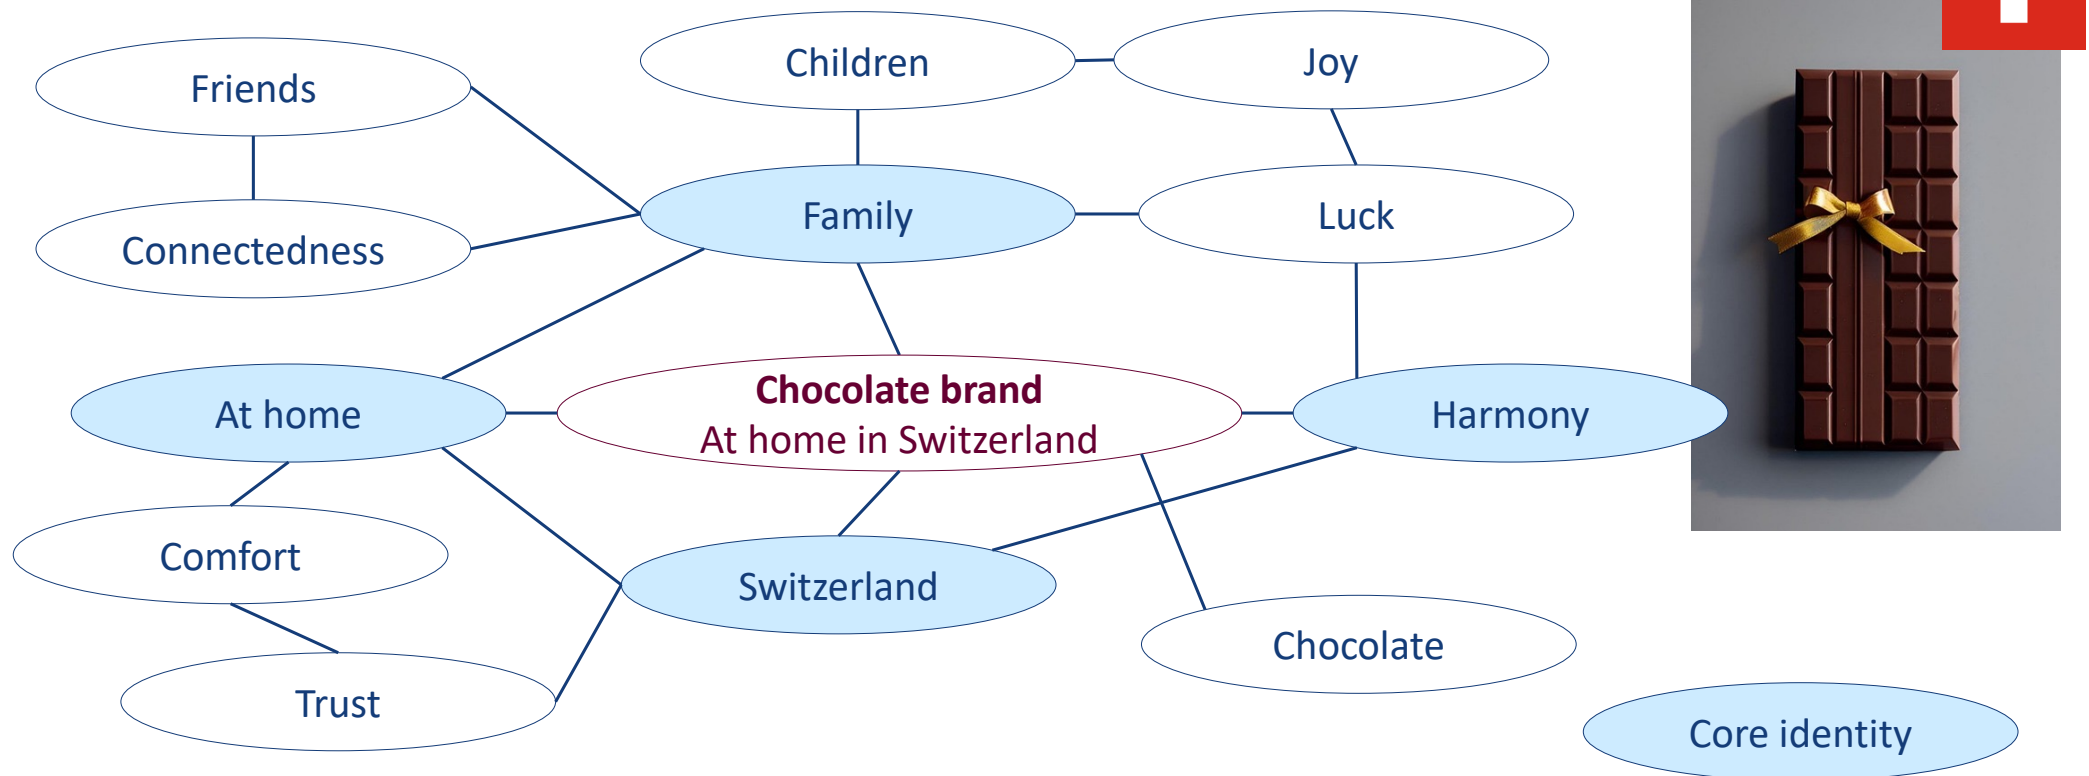 Children
Joy
Friends
Family
Luck
Connectedness
Chocolate brand
At home in Switzerland
At home
Harmony
Comfort
Switzerland
Chocolate
Trust
Core identity